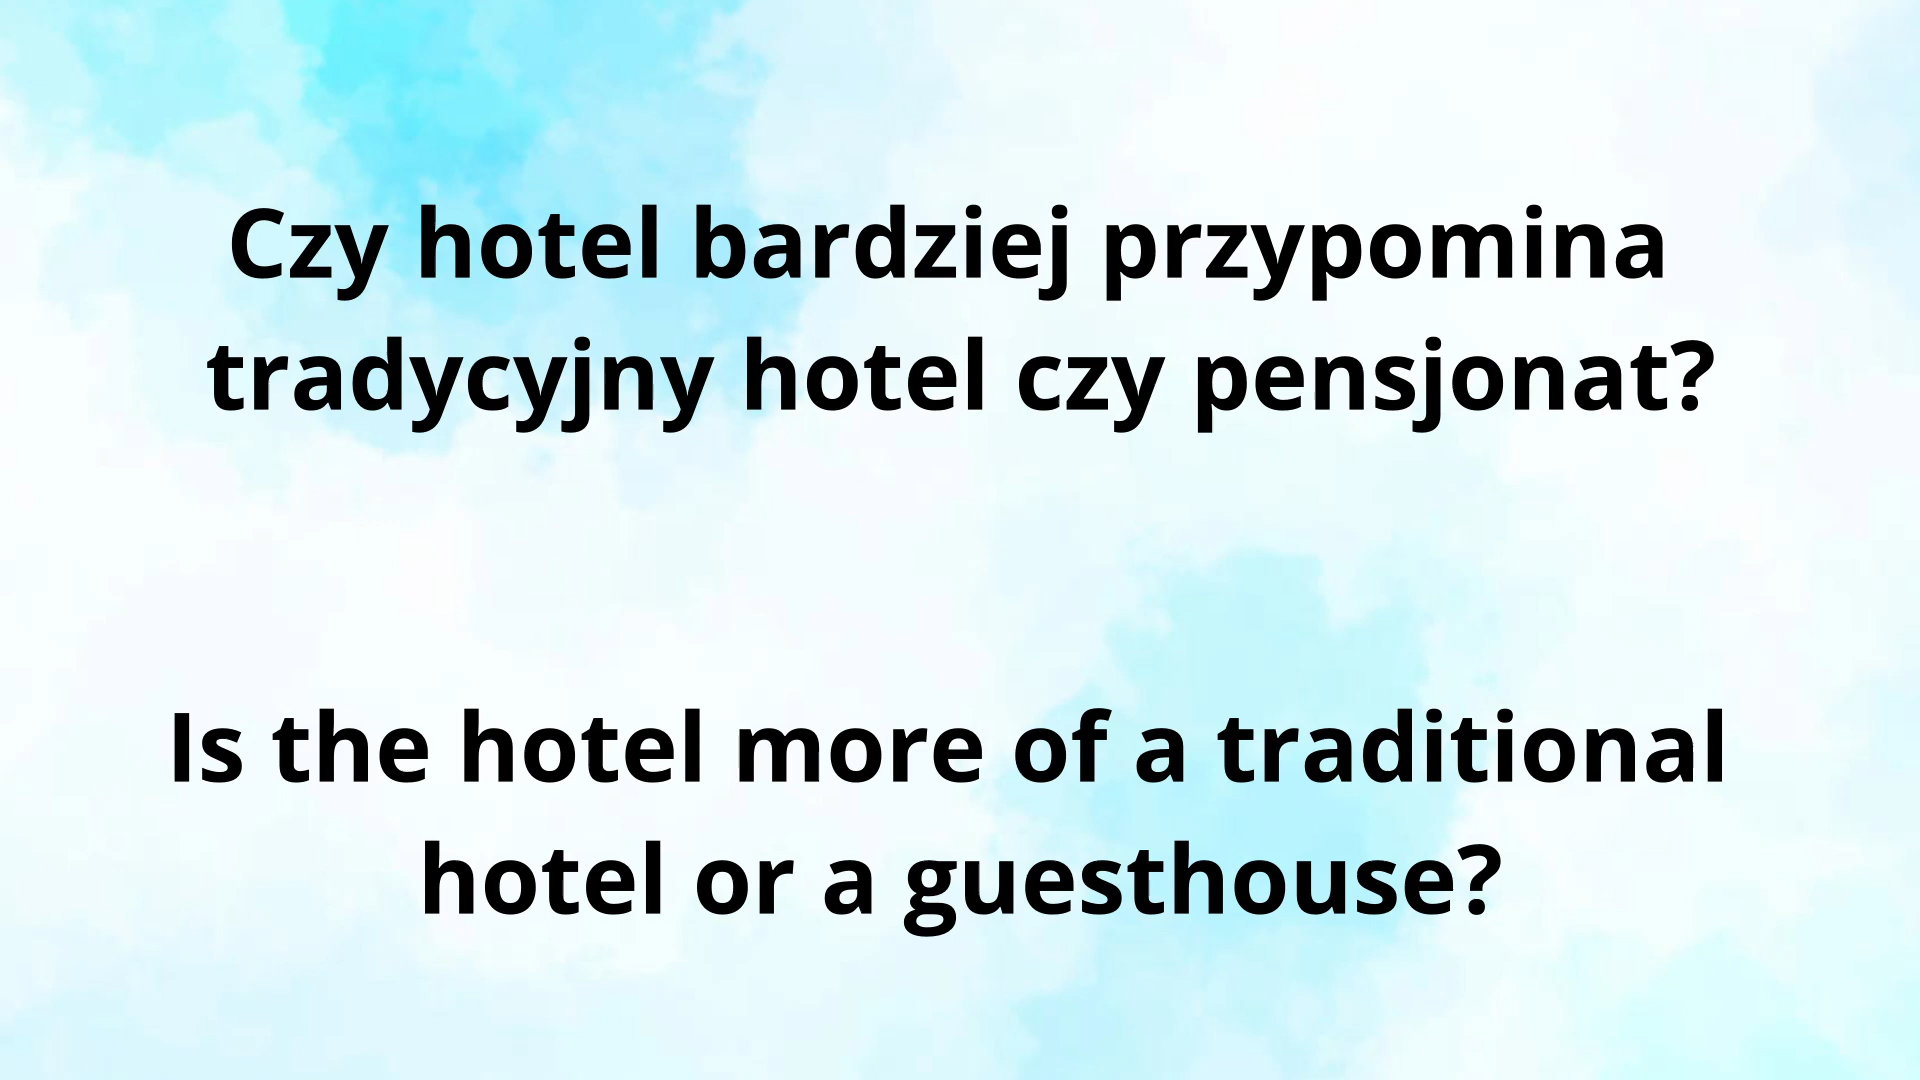 Czy hotel bardziej przypomina
tradycyjny hotel czy pensjonat?
Is the hotel more of a traditional
hotel or a guesthouse?